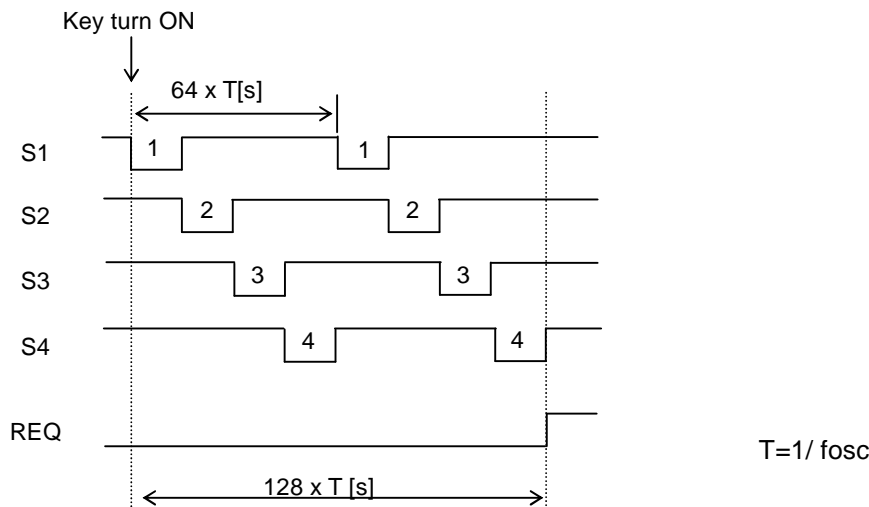 Key turn ON
64 x T[s]
S1 1 1
S2 2 2
S3 3 3
S4 4 4
REQ
T=1/ fosc
128 x T [s]